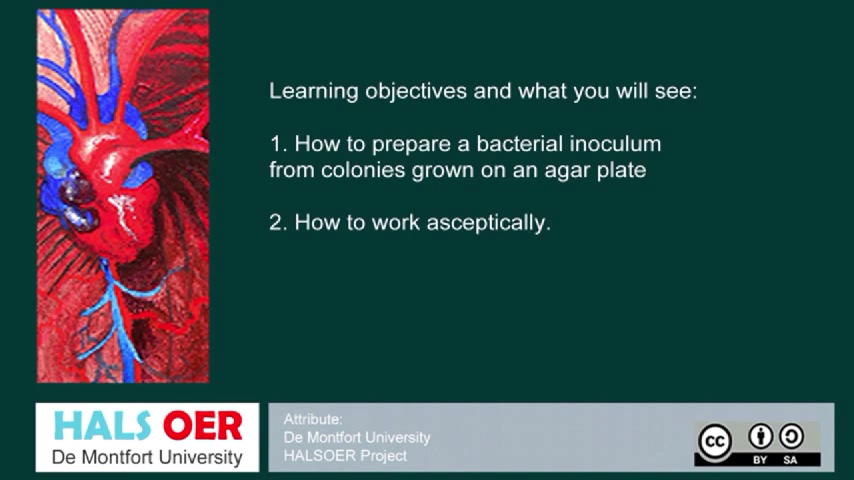 Learning objectives and what you will see:
1. How to prepare a bacterial inoculum
from colonies grown on an agar plate
2. How to work asceptically.
HALS OER
De Montfort University
Attribute:
De Montfort University
HALSOER Project
cc
BY SA